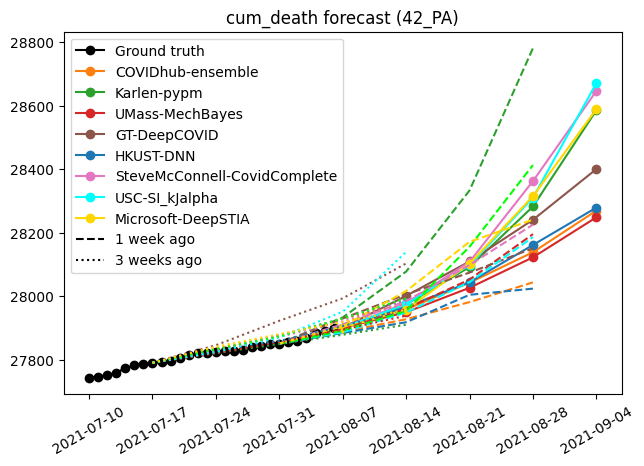 cum_death forecast (42_PA)
28800
28600
28400
28200
28000
27800
Ground truth
COVIDhub-ensemble
Karlen-pypm
UMass-MechBayes
GT-DeepCOVID
HKUST-DNN
SteveMcConnell-CovidComplete
USC-SI_kJalpha
Microsoft-DeepSTIA
1 week ago
3 weeks ago
2021-07-10
2021-07-17
2021-07-24
2021-07-31
2021-08-07
2021-08-14
2021-08-21
2021-08-28
2021-09-04